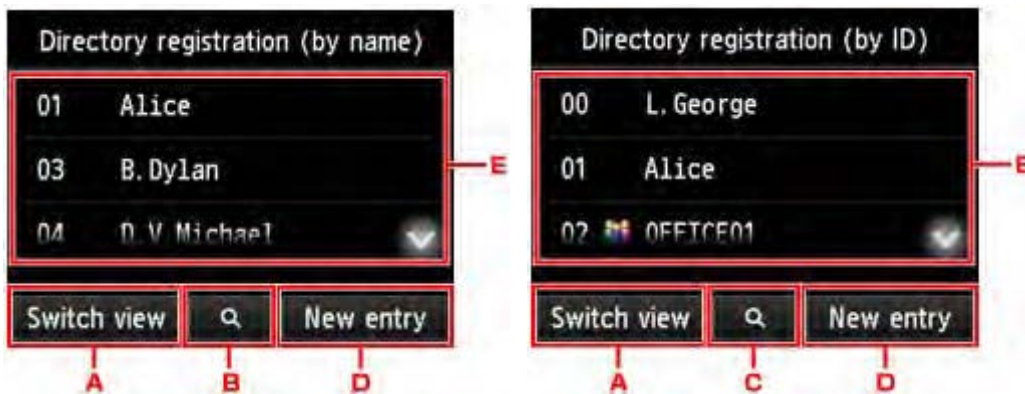 Directory registration (by name)
01 Alice
03 B.Dylan
04 D.V Michael
Switch view
New entry
A
B
D
E
Directory registration (by ID)
00 L.George
01 Alice
02 OFFICE01
Switch view
New entry
A
C
D
E